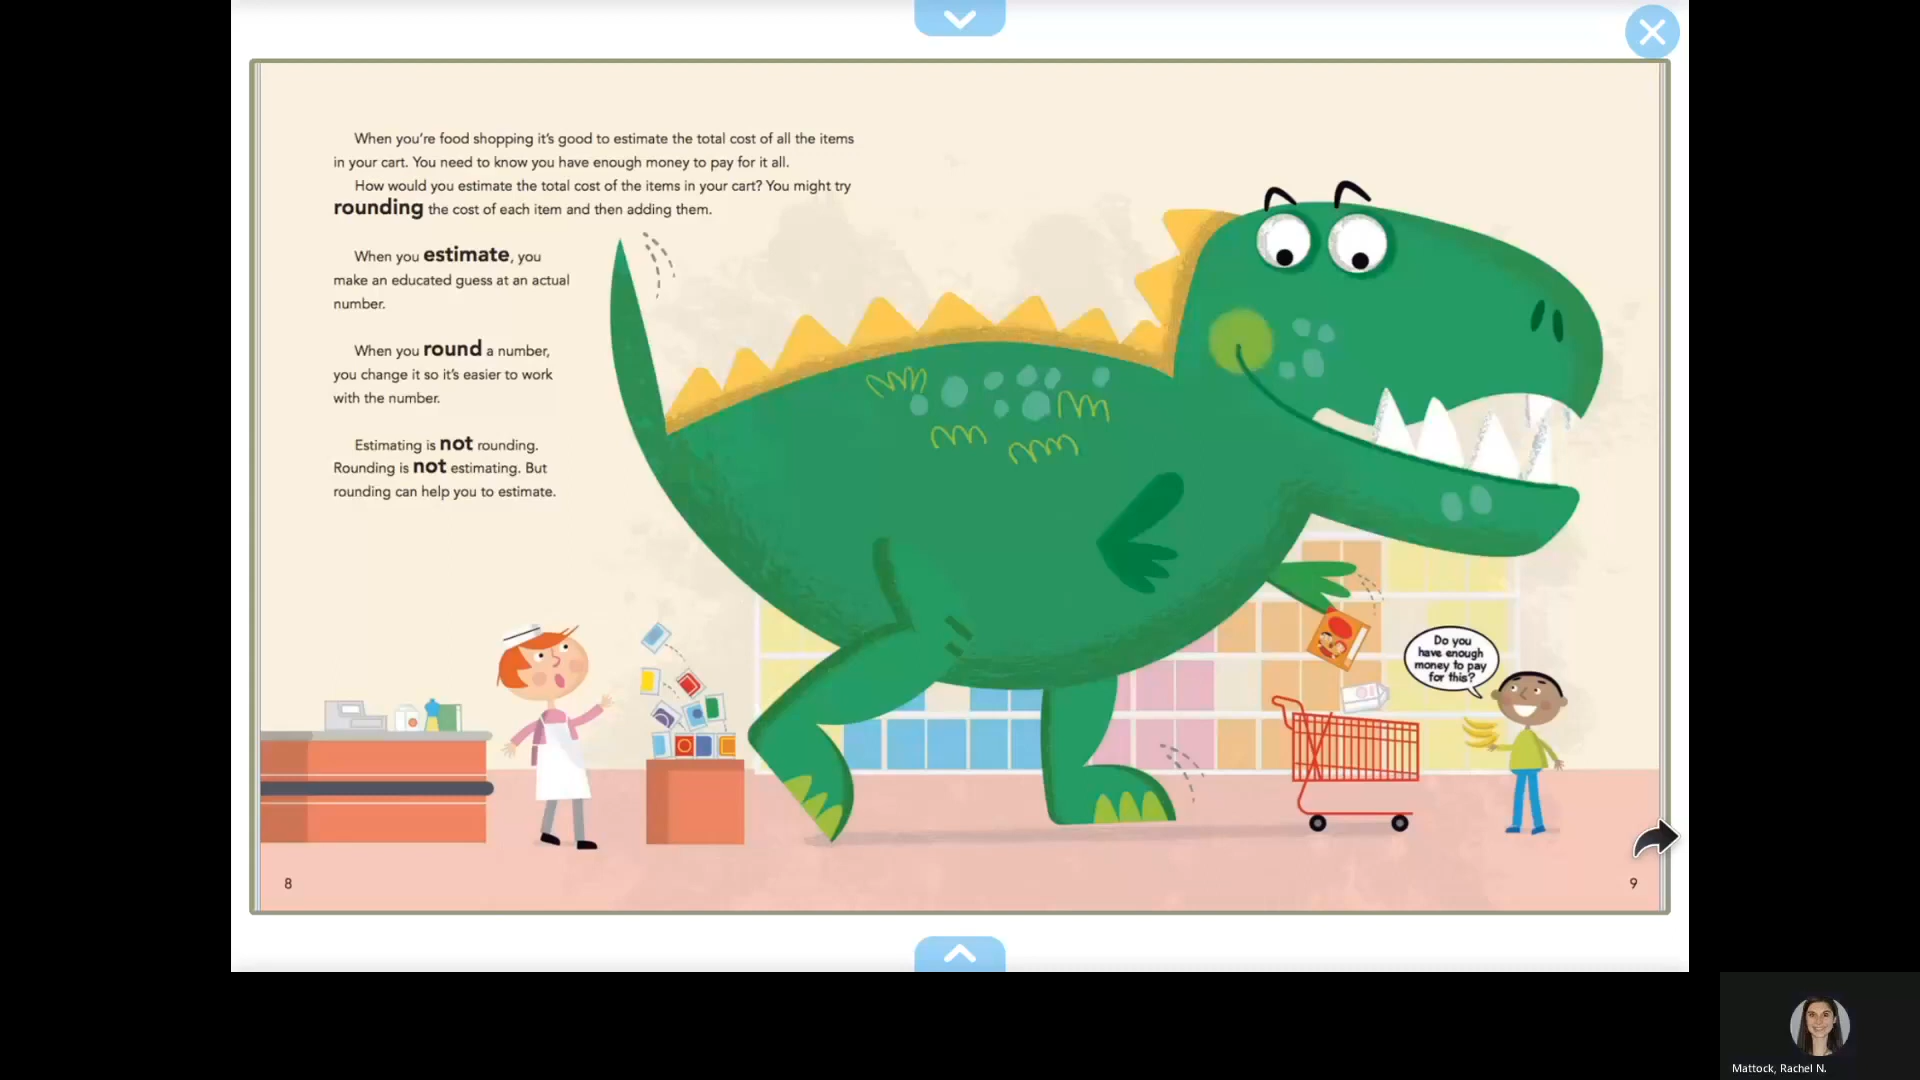 When you're food shopping it's good to estimate the total cost of all the items
in your cart. You need to know you have enough money to pay for it all.
How would you estimate the total cost of the items in your cart? You might try
rounding the cost of each item and then adding them.
When you estimate, you
make an educated guess at an actual
number.
When you round a number,
you change it so it's easier to work
with the number.
Estimating is not rounding.
Rounding is not estimating. But
rounding can help you to estimate.
Do you
have enough
money to pay
for this?
8
9
Mattock, Rachel N.